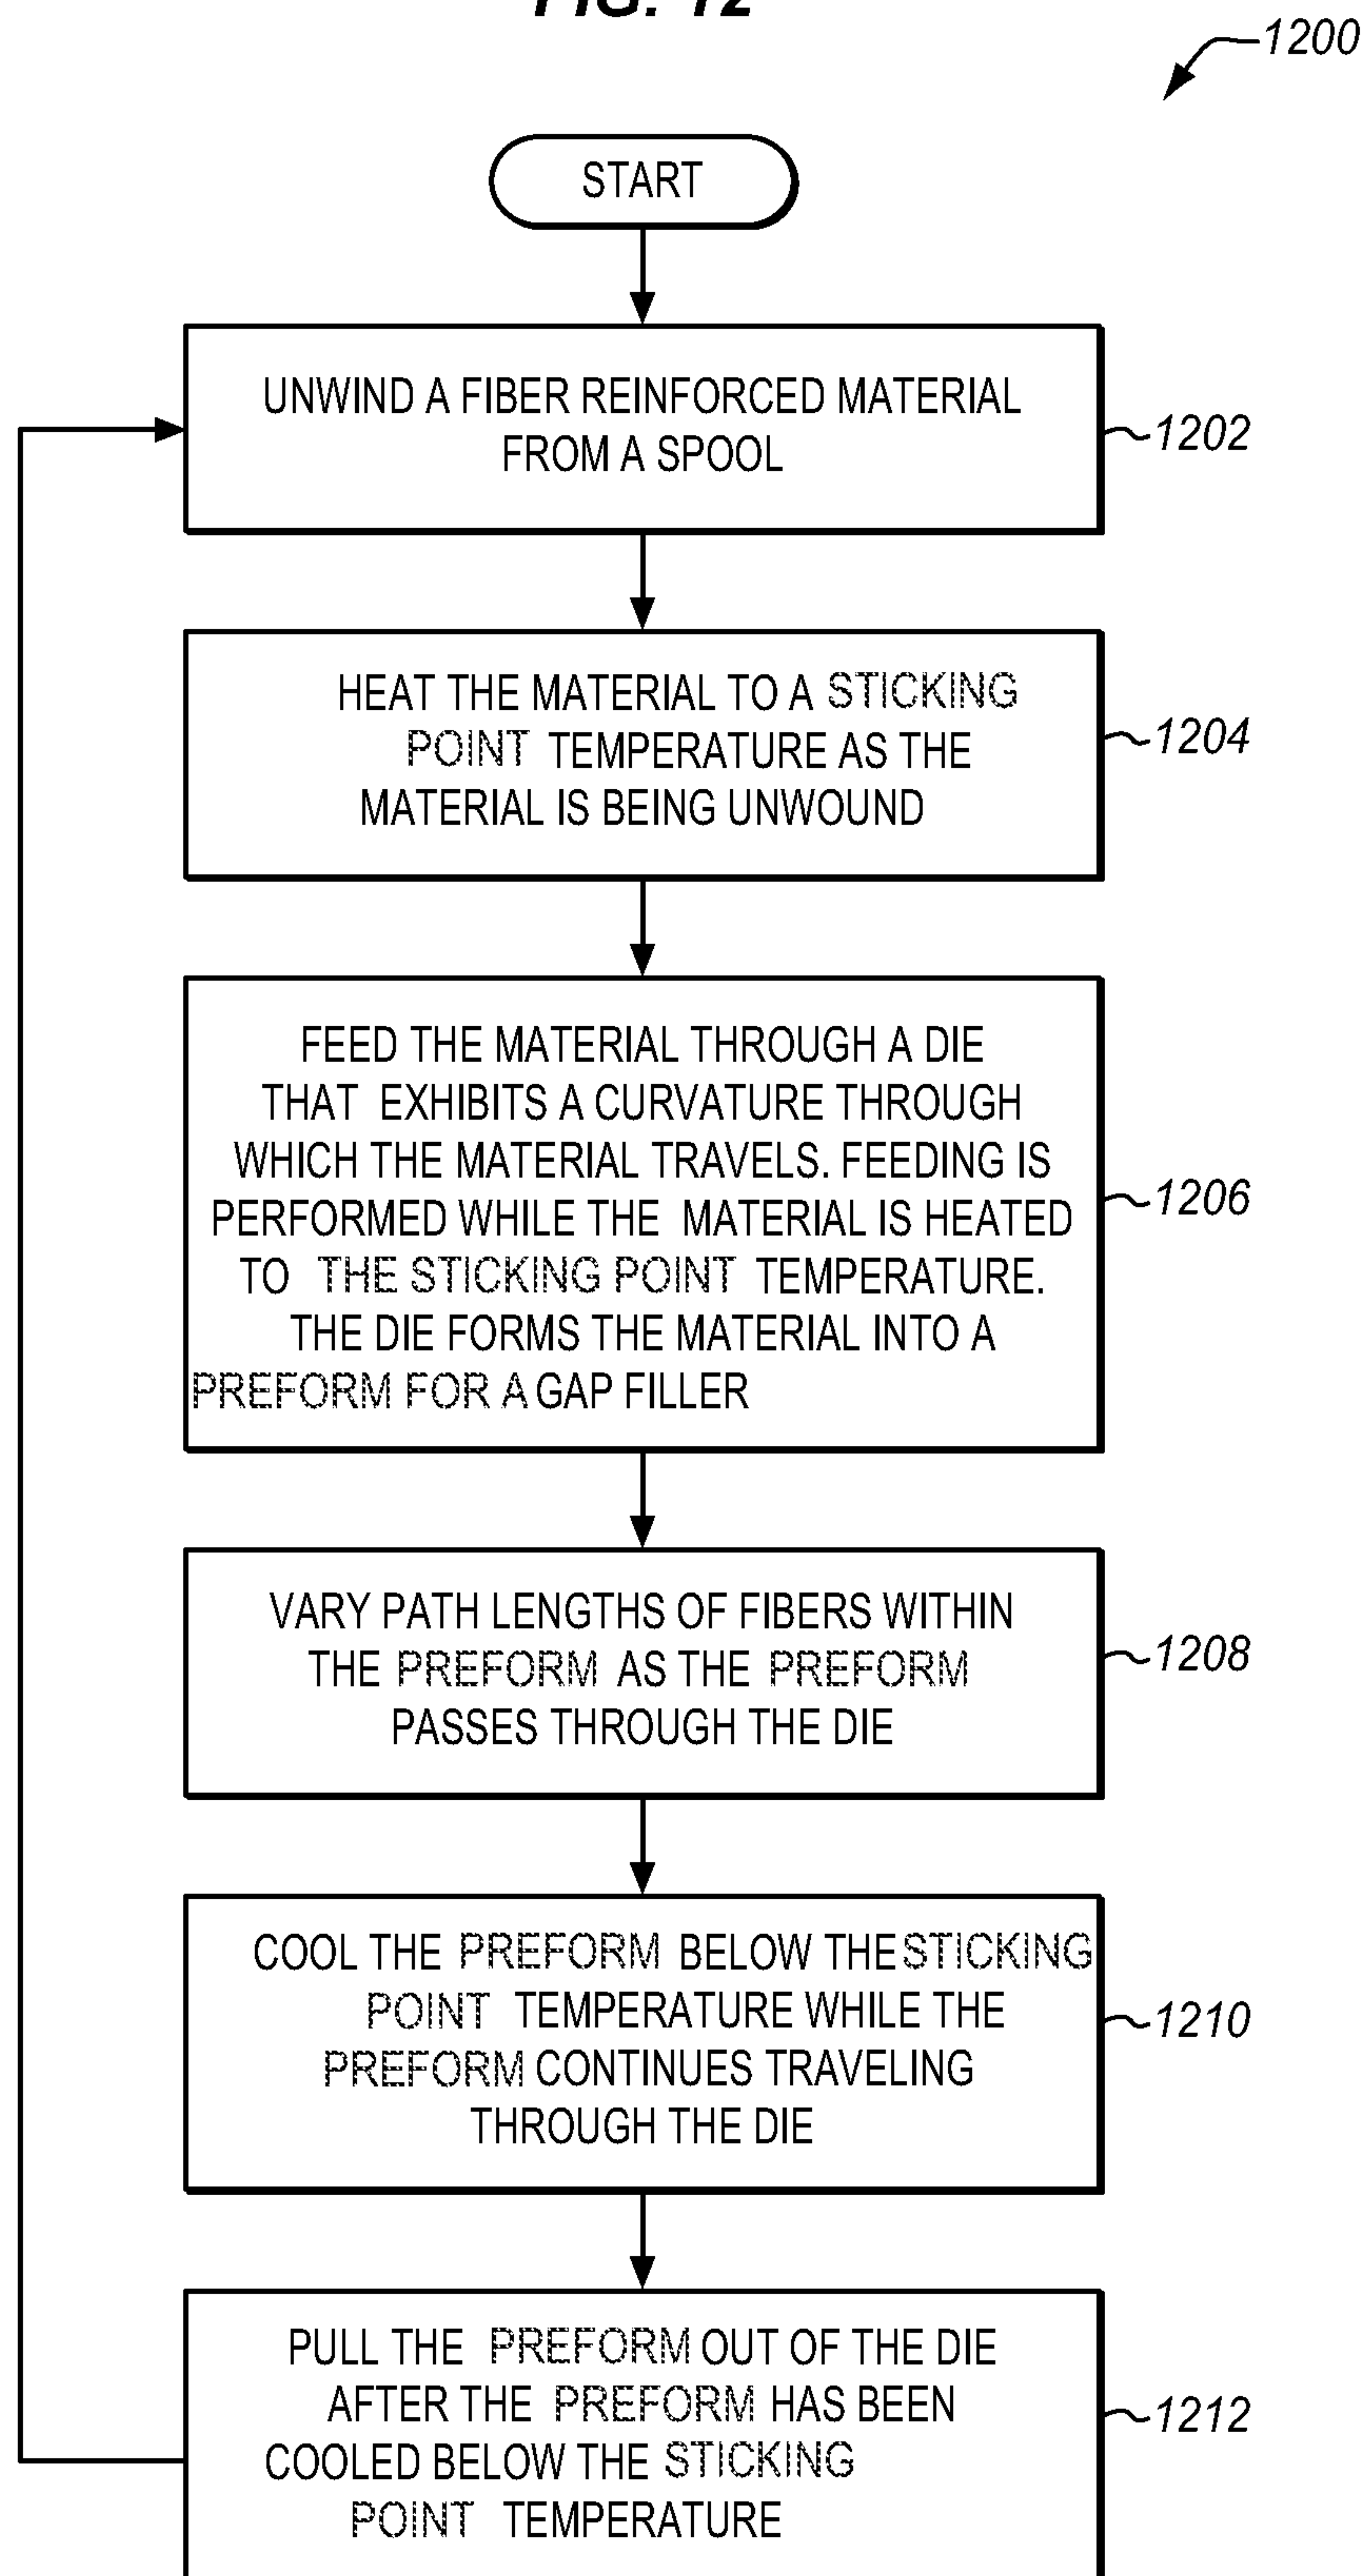 FIG. 12
1200
START
UNWIND A FIBER REINFORCED MATERIAL
FROM A SPOOL
1202
HEAT THE MATERIAL TO A STICKING
POINT TEMPERATURE AS THE
MATERIAL IS BEING UNWOUND
1204
FEED THE MATERIAL THROUGH A DIE
THAT EXHIBITS A CURVATURE THROUGH
WHICH THE MATERIAL TRAVELS. FEEDING IS
PERFORMED WHILE THE MATERIAL IS HEATED
TO THE STICKING POINT TEMPERATURE.
THE DIE FORMS THE MATERIAL INTO A
PREFORM FOR A GAP FILLER
1206
VARY PATH LENGTHS OF FIBERS WITHIN
THE PREFORM AS THE PREFORM
PASSES THROUGH THE DIE
1208
COOL THE PREFORM BELOW THE STICKING
POINT TEMPERATURE WHILE THE
PREFORM CONTINUES TRAVELING
THROUGH THE DIE
1210
PULL THE PREFORM OUT OF THE DIE
AFTER THE PREFORM HAS BEEN
COOLED BELOW THE STICKING
POINT TEMPERATURE
1212